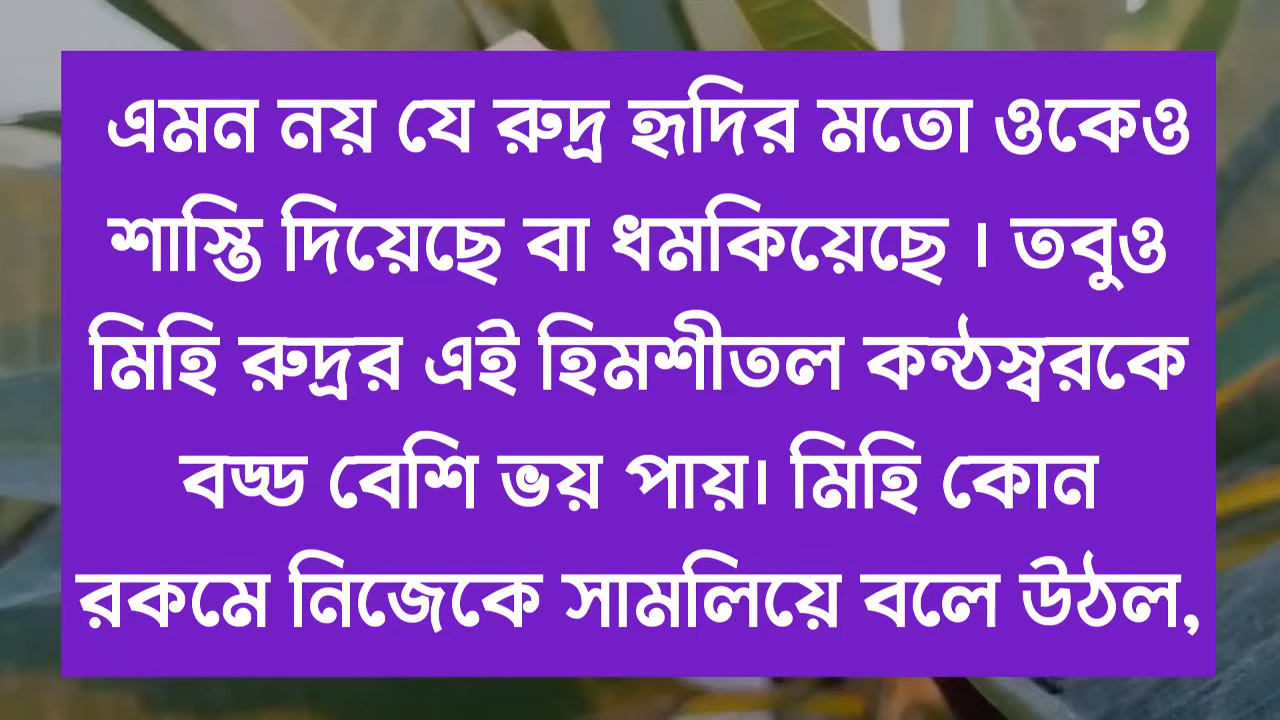 এমন নয় যে রুদ্র হৃদির মতো ওকেও
শাস্তি দিয়েছে বা ধমকিয়েছে । তবুও
মিহি রুদ্রর এই হিমশীতল কন্ঠস্বরকে
বড্ড বেশি ভয় পায়। মিহি কোন
রকমে নিজেকে সামলিয়ে বলে উঠল,